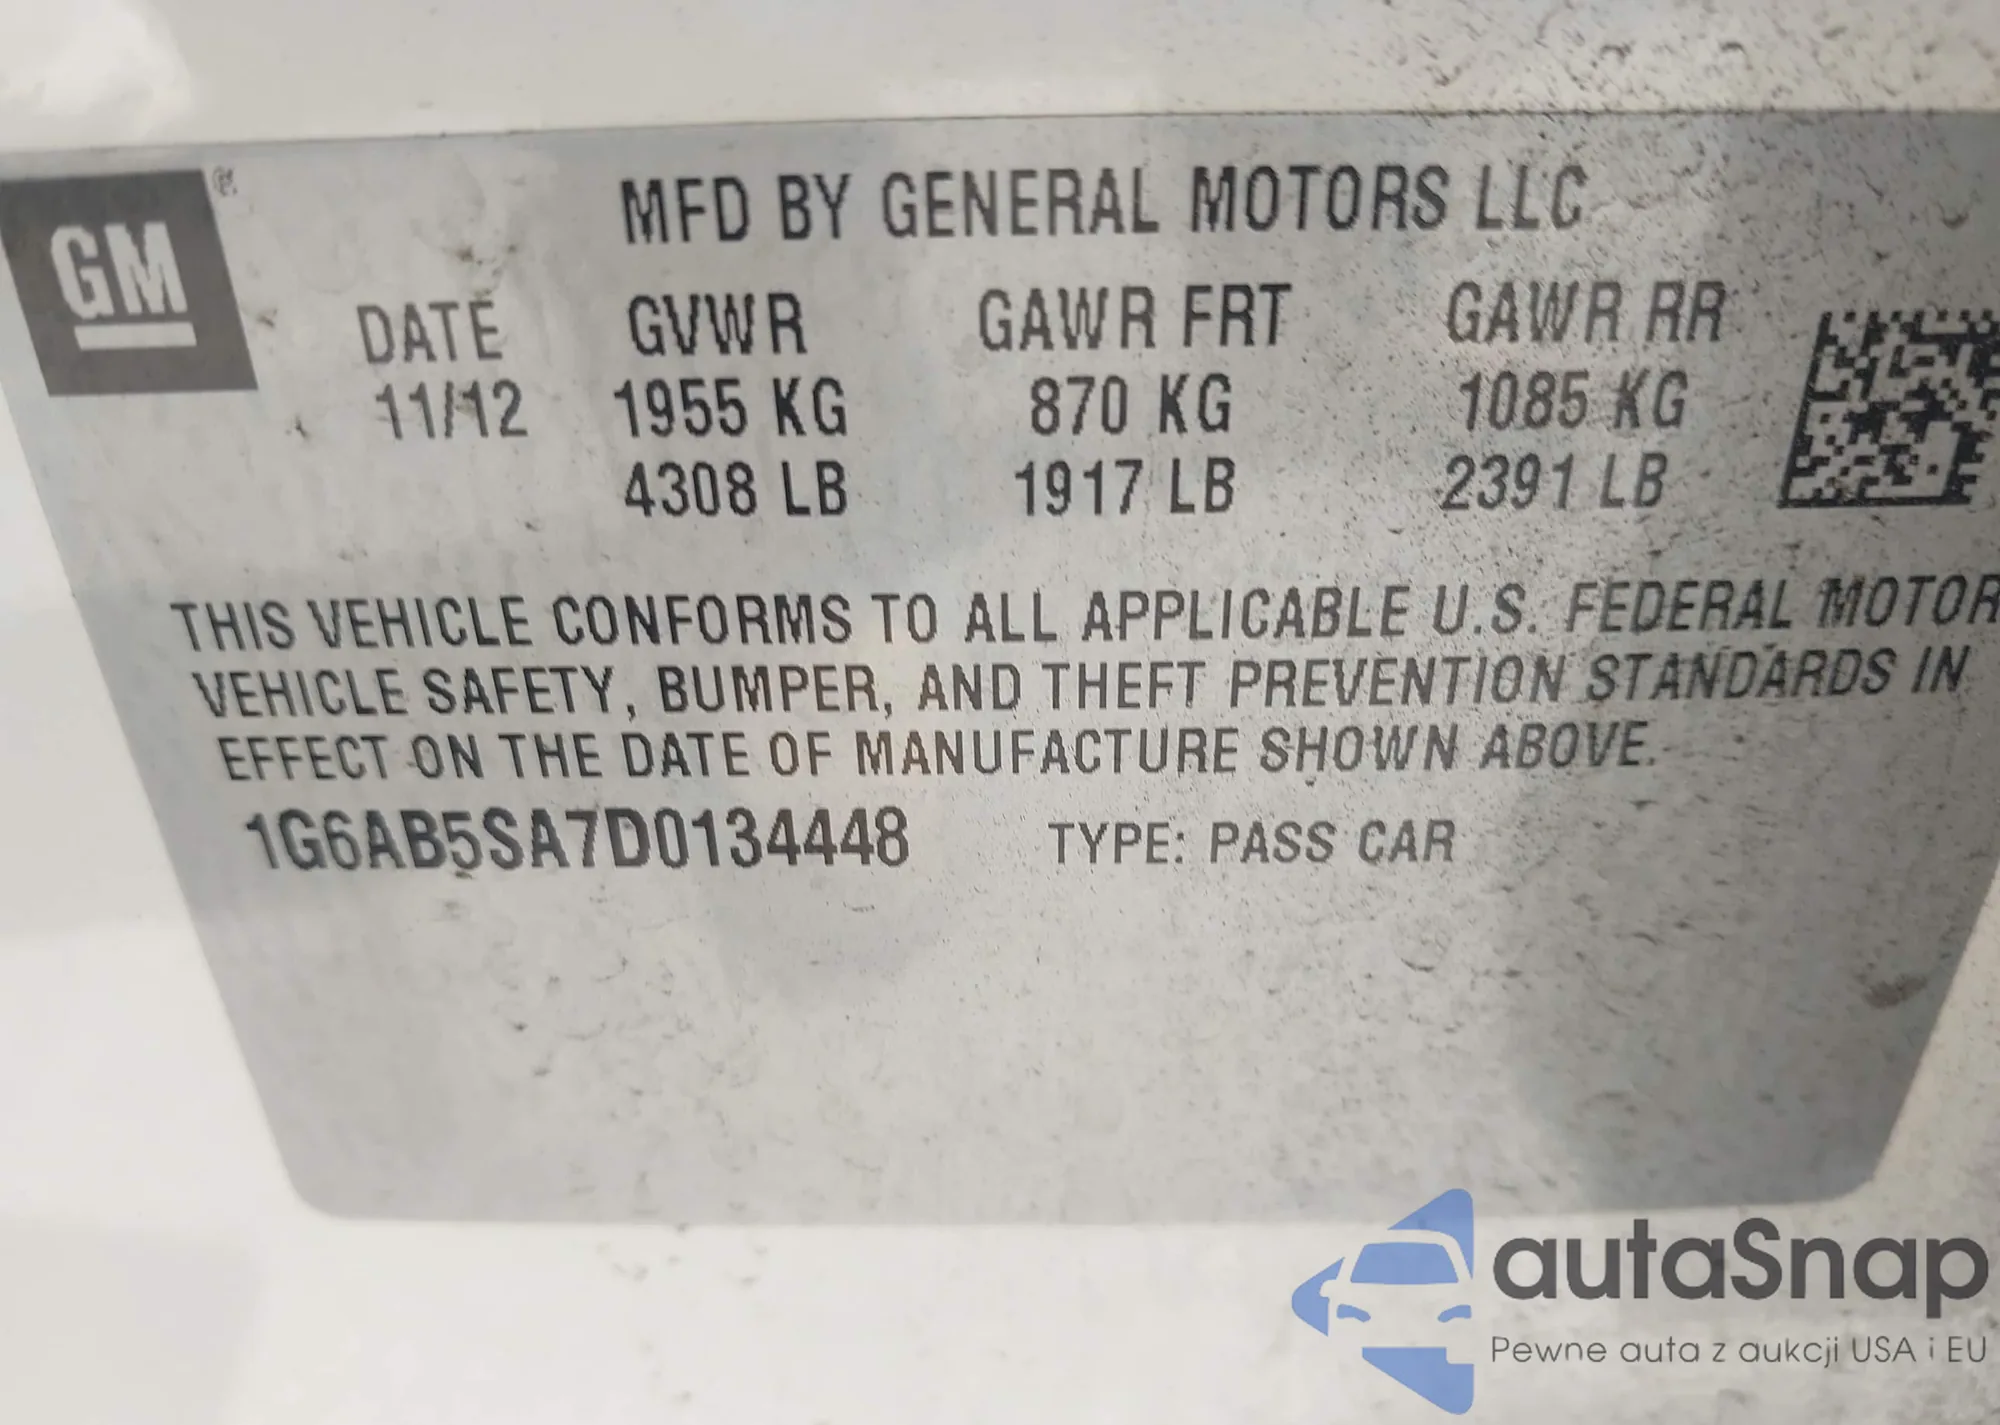 GM®
MFD BY GENERAL MOTORS LLC
DATE GVWR GAWR FRT GAWR RR
11/12 1955 KG 870 KG 1085 KG
4308 LB 1917 LB 2391 LB
THIS VEHICLE CONFORMS TO ALL APPLICABLE U.S. FEDERAL MOTOR
VEHICLE SAFETY, BUMPER, AND THEFT PREVENTION STANDARDS IN
EFFECT ON THE DATE OF MANUFACTURE SHOWN ABOVE.
1G6AB5SA7D0134448 TYPE: PASS CAR
autaSnap
Pewne auta z aukcji USA i EU